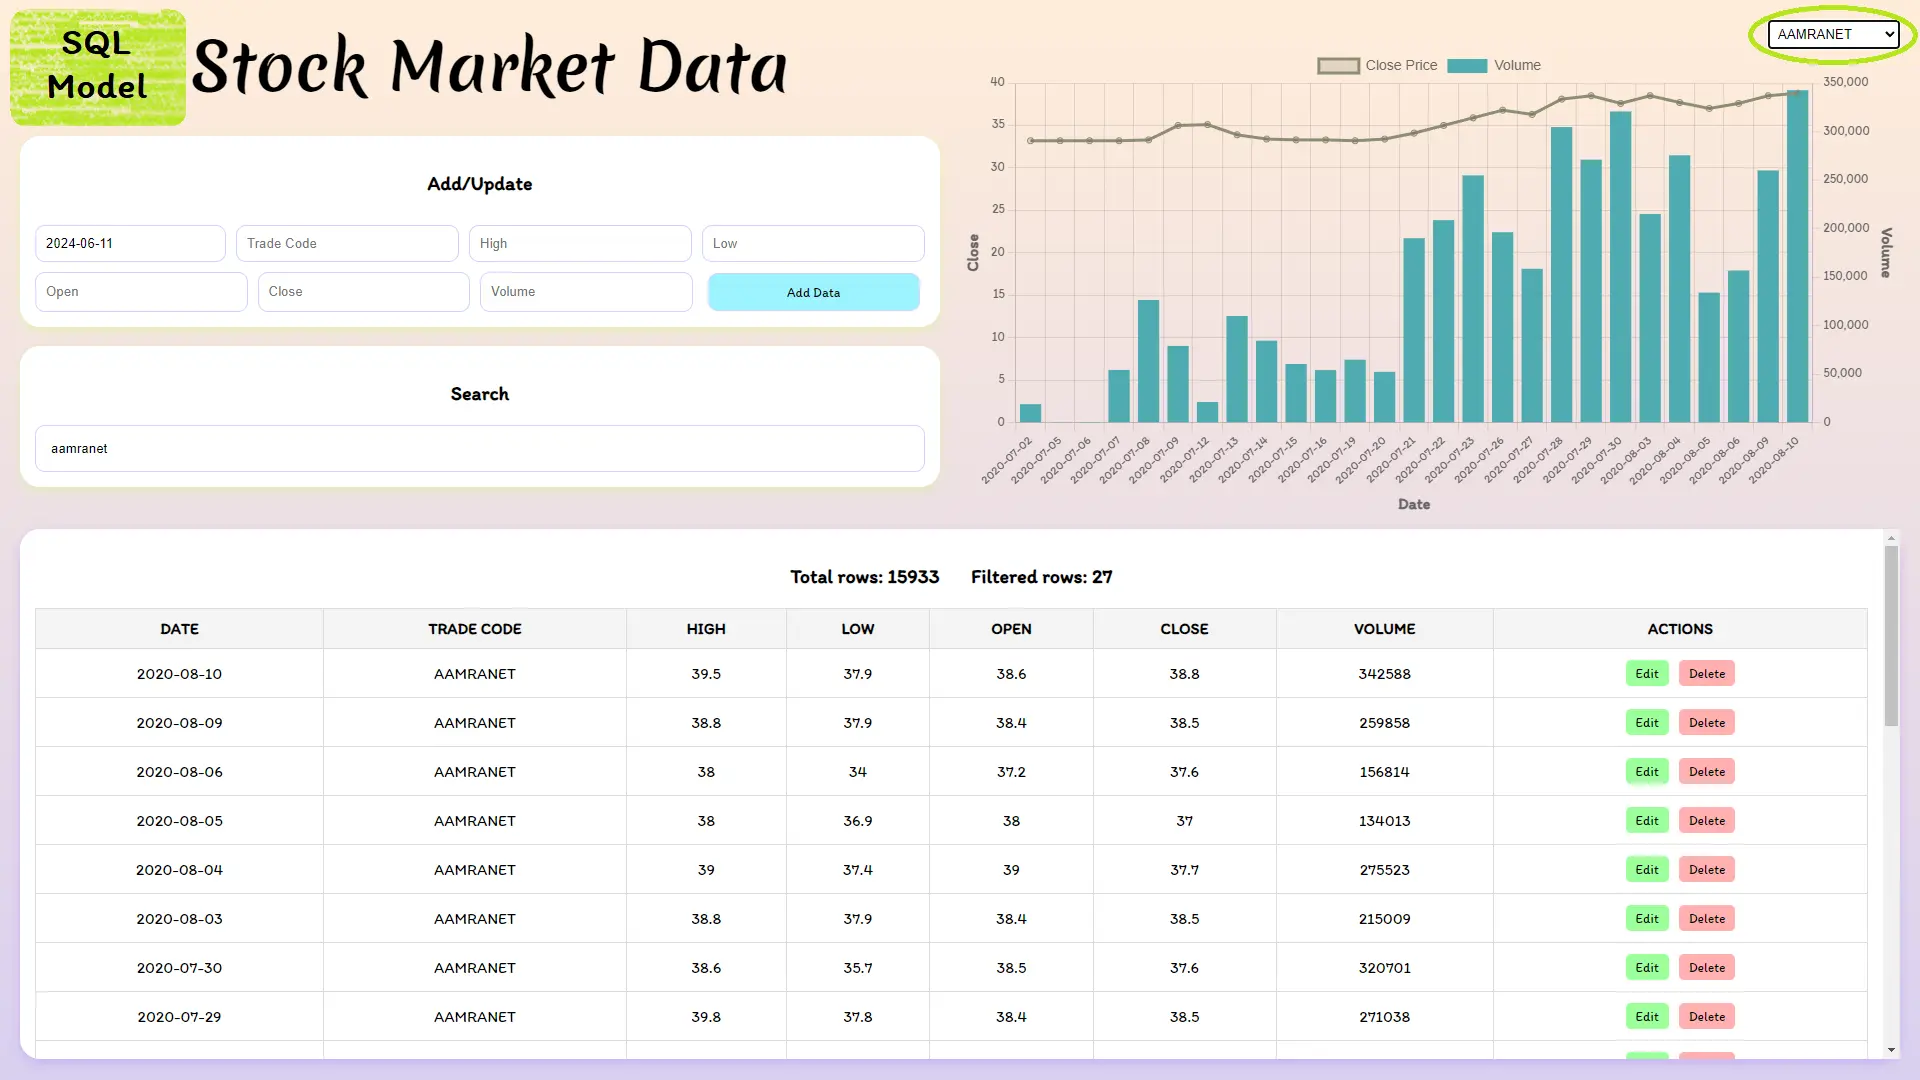 SQL
Model
Stock Market Data
AAMRANET
Add/Update
2024-06-11 Trade Code High Low
Open Close Volume Add Data
Search
aamranet
Close Price Volume
40 350,000
35 300,000
30 250,000
25 200,000
20 150,000
15 100,000
10 50,000
5 0
0
Close
Volume
2020-07-02 2020-07-05 2020-07-06 2020-07-07 2020-07-08 2020-07-09 2020-07-12 2020-07-13 2020-07-14 2020-07-15 2020-07-16 2020-07-19 2020-07-20 2020-07-21 2020-07-22 2020-07-23 2020-07-26 2020-07-27 2020-07-28 2020-07-29 2020-07-30 2020-08-03 2020-08-04 2020-08-05 2020-08-06 2020-08-09 2020-08-10
Date
Total rows: 15933 Filtered rows: 27
DATE TRADE CODE HIGH LOW OPEN CLOSE VOLUME ACTIONS
2020-08-10 AAMRANET 39.5 37.9 38.6 38.8 342588 Edit Delete
2020-08-09 AAMRANET 38.8 37.9 38.4 38.5 259858 Edit Delete
2020-08-06 AAMRANET 38 34 37.2 37.6 156814 Edit Delete
2020-08-05 AAMRANET 38 36.9 38 37 134013 Edit Delete
2020-08-04 AAMRANET 39 37.4 39 37.7 275523 Edit Delete
2020-08-03 AAMRANET 38.8 37.9 38.4 38.5 215009 Edit Delete
2020-07-30 AAMRANET 38.6 35.7 38.5 37.6 320701 Edit Delete
2020-07-29 AAMRANET 39.8 37.8 38.4 38.5 271038 Edit Delete